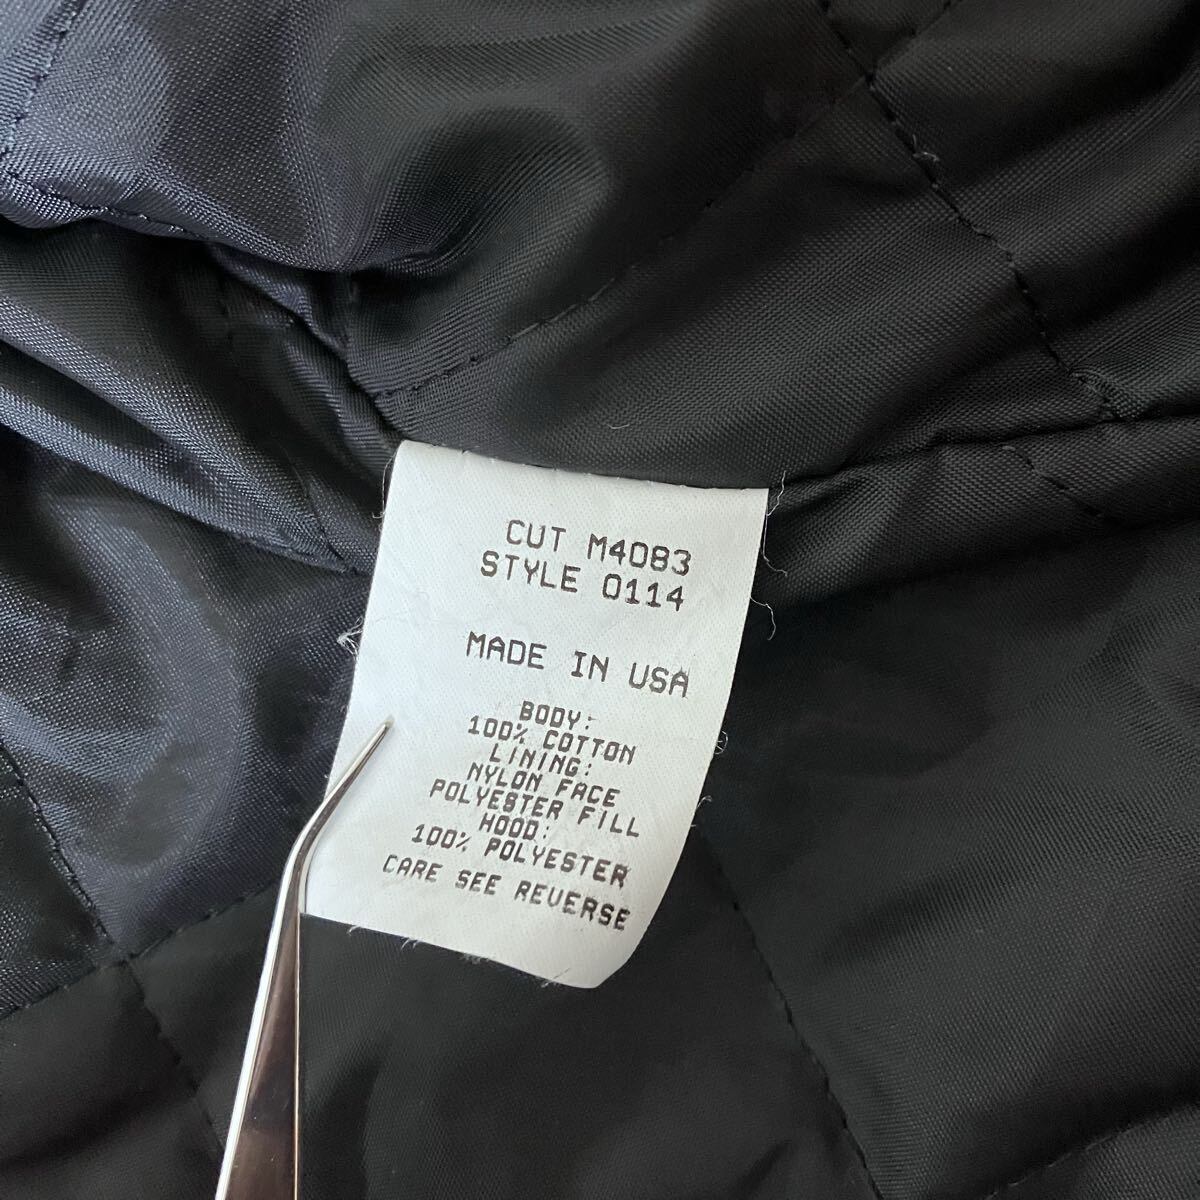 CUT M4083
STYLE 0114
MADE IN USA
BODY:
100% COTTON
LINING:
NYLON FACE
POLYESTER FILL
HOOD:
100% POLYESTER
CARE SEE REVERSE